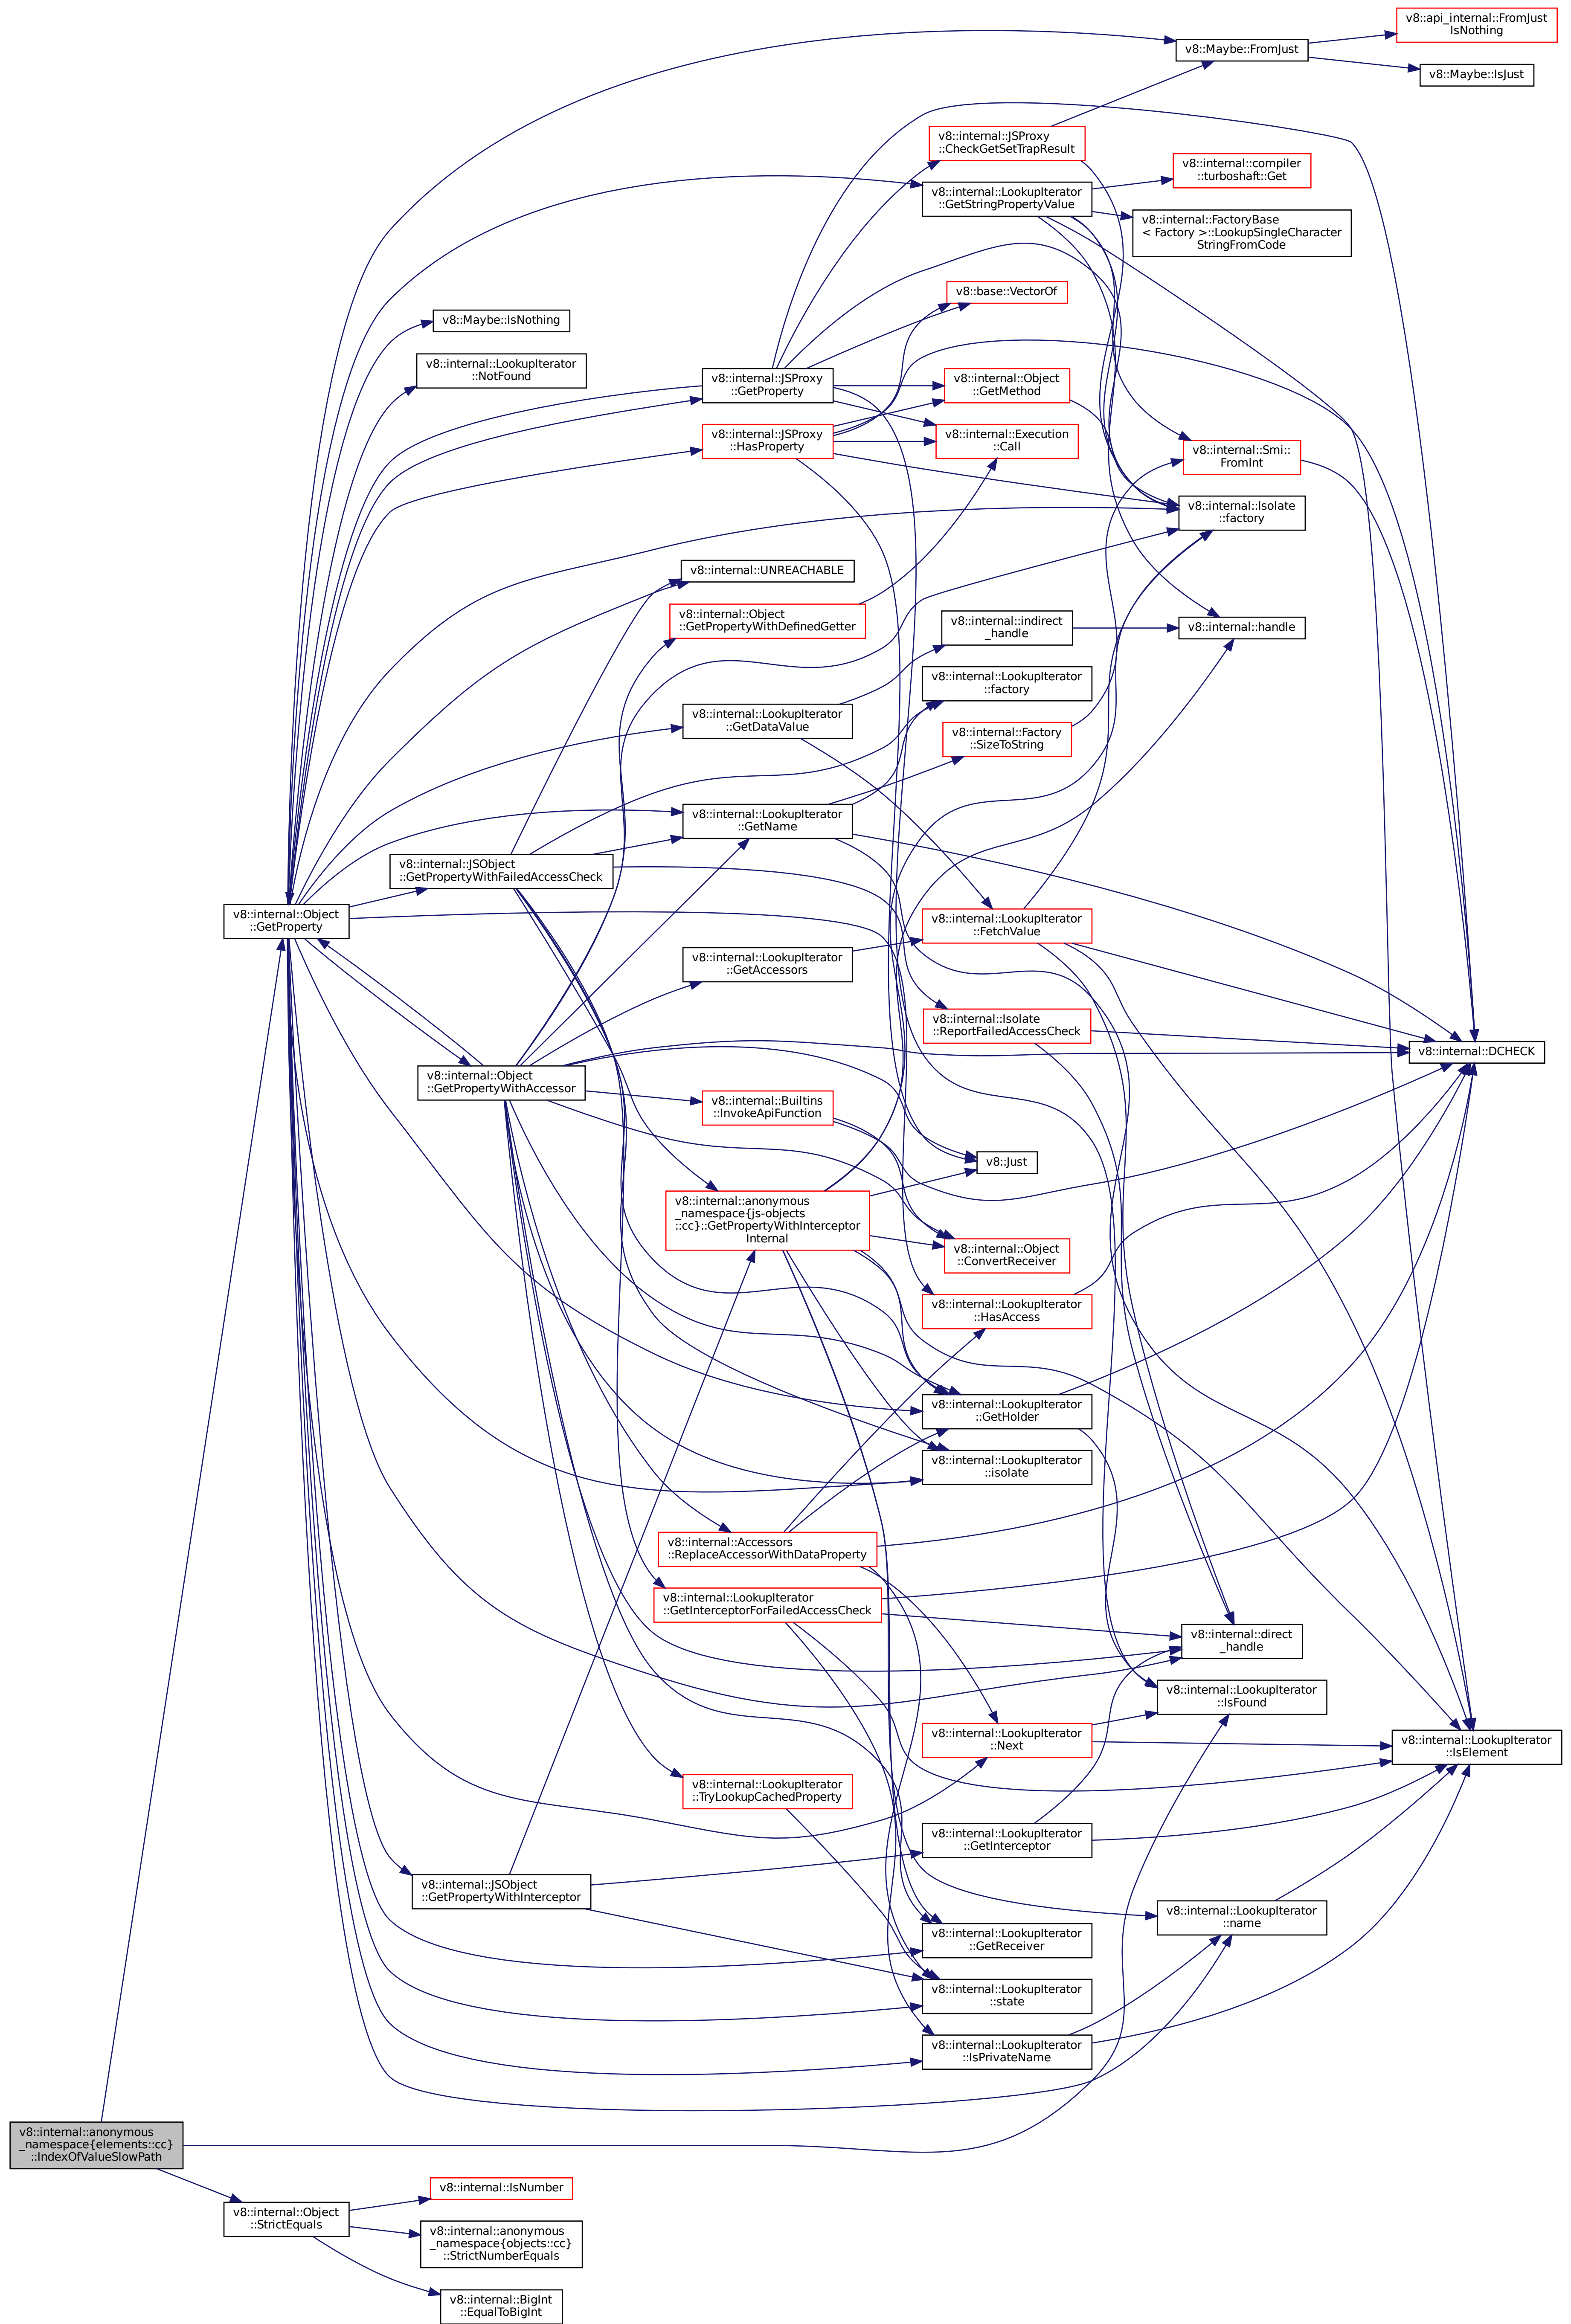 v8::api_internal::FromJust
IsNothing
v8::Maybe::FromJust
v8::Maybe::IsJust
v8::internal::JSProxy
::CheckGetSetTrapResult
v8::internal::compiler
::turboshaft::Get
v8::internal::LookupIterator
::GetStringPropertyValue
v8::internal::FactoryBase
< Factory >::LookupSingleCharacter
StringFromCode
v8::base::VectorOf
v8::Maybe::IsNothing
v8::internal::LookupIterator
::NotFound
v8::internal::JSProxy
::GetProperty
v8::internal::Object
::GetMethod
v8::internal::JSProxy
::HasProperty
v8::internal::Execution
::Call
v8::internal::Smi::
FromInt
v8::internal::Isolate
::factory
v8::internal::UNREACHABLE
v8::internal::Object
::GetPropertyWithDefinedGetter
v8::internal::indirect
_handle
v8::internal::handle
v8::internal::LookupIterator
::factory
v8::internal::LookupIterator
::GetDataValue
v8::internal::Factory
::SizeToString
v8::internal::LookupIterator
::GetName
v8::internal::JSObject
::GetPropertyWithFailedAccessCheck
v8::internal::Object
::GetProperty
v8::internal::LookupIterator
::FetchValue
v8::internal::LookupIterator
::GetAccessors
v8::internal::Isolate
::ReportFailedAccessCheck
v8::internal::DCHECK
v8::internal::Object
::GetPropertyWithAccessor
v8::internal::Builtins
::InvokeApiFunction
v8::Just
v8::internal::anonymous
_namespace{js-objects
::cc}::GetPropertyWithInterceptor
Internal
v8::internal::Object
::ConvertReceiver
v8::internal::LookupIterator
::HasAccess
v8::internal::LookupIterator
::GetHolder
v8::internal::LookupIterator
::isolate
v8::internal::Accessors
::ReplaceAccessorWithDataProperty
v8::internal::LookupIterator
::GetInterceptorForFailedAccessCheck
v8::internal::direct
_handle
v8::internal::LookupIterator
::IsFound
v8::internal::LookupIterator
::Next
v8::internal::LookupIterator
::IsElement
v8::internal::LookupIterator
::TryLookupCachedProperty
v8::internal::LookupIterator
::GetInterceptor
v8::internal::JSObject
::GetPropertyWithInterceptor
v8::internal::LookupIterator
::name
v8::internal::LookupIterator
::GetReceiver
v8::internal::LookupIterator
::state
v8::internal::LookupIterator
::IsPrivateName
v8::internal::anonymous
_namespace{elements::cc}
::IndexOfValueSlowPath
v8::internal::IsNumber
v8::internal::Object
::StrictEquals
v8::internal::anonymous
_namespace{objects::cc}
::StrictNumberEquals
v8::internal::BigInt
::EqualToBigInt